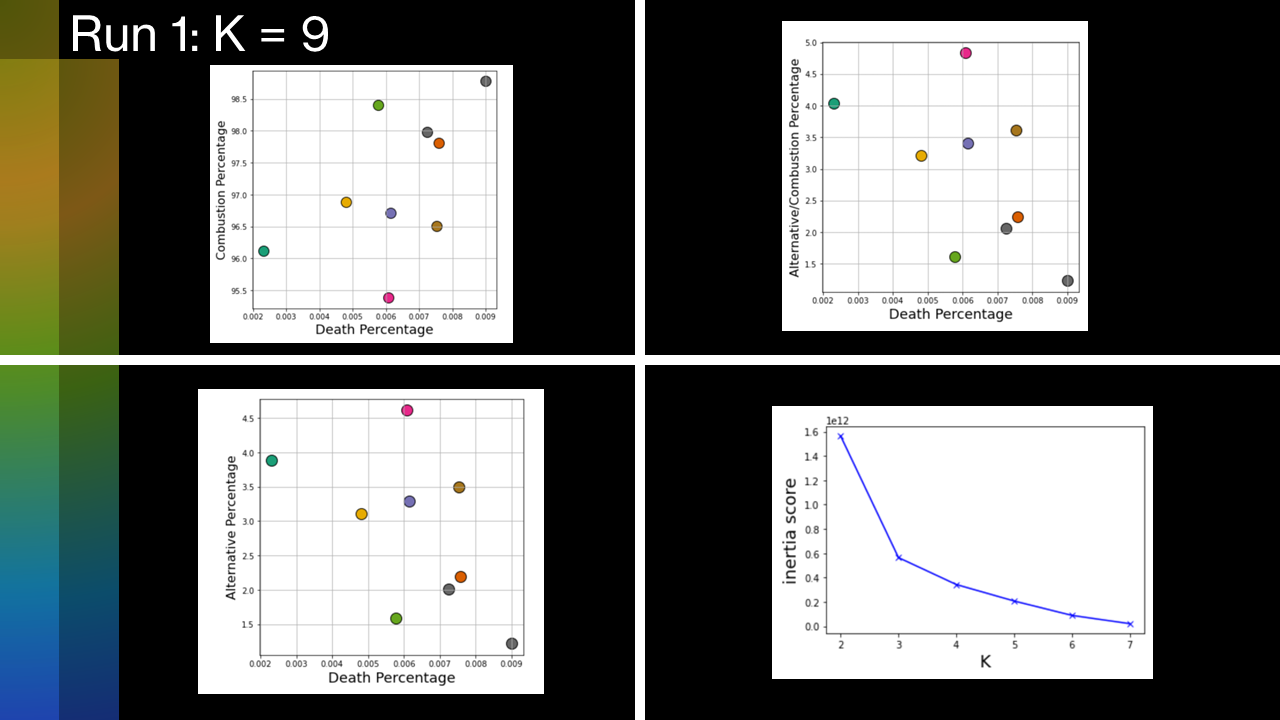 Run 1: K = 9
98.5
98.0
97.5
97.0
96.5
96.0
95.5
Combustion Percentage
0.002 0.003 0.004 0.005 0.006 0.007 0.008 0.009
Death Percentage
5.0
4.5
4.0
3.5
3.0
2.5
2.0
1.5
Alternative/Combustion Percentage
0.002 0.003 0.004 0.005 0.006 0.007 0.008 0.009
Death Percentage
4.5
4.0
3.5
3.0
2.5
2.0
1.5
Alternative Percentage
0.002 0.003 0.004 0.005 0.006 0.007 0.008 0.009
Death Percentage
1e12
1.6
1.4
1.2
1.0
0.8
0.6
0.4
0.2
0.0
inertia score
2 3 4 5 6 7
K